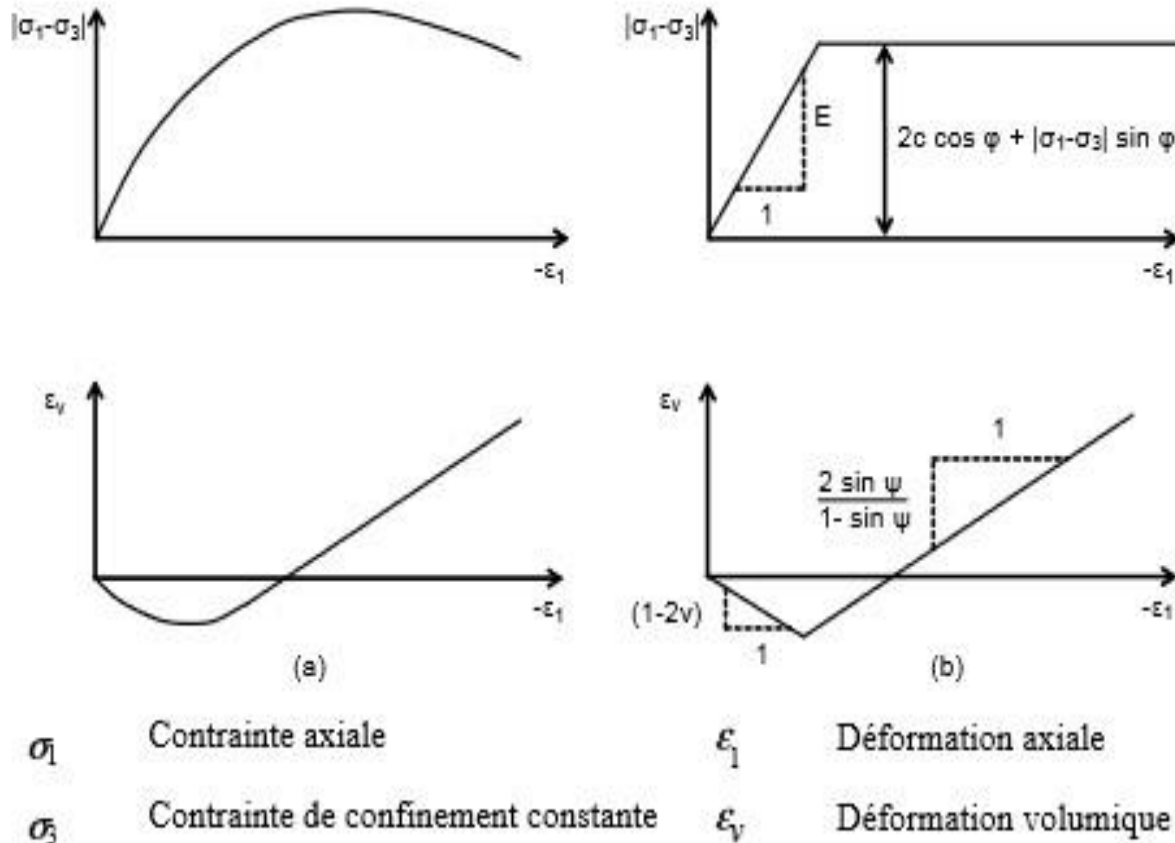 |σ₁-σ₃|
-ε₁
|σ₁-σ₃|
E
1
2c cos φ + |σ₁-σ₃| sin φ
-ε₁
εᵥ
-ε₁
(a)
εᵥ
1
2 sin ψ
1- sin ψ
(1-2ν)
1
-ε₁
(b)
σ₁ Contrainte axiale ε₁ Déformation axiale
σ₃ Contrainte de confinement constante εᵥ Déformation volumique